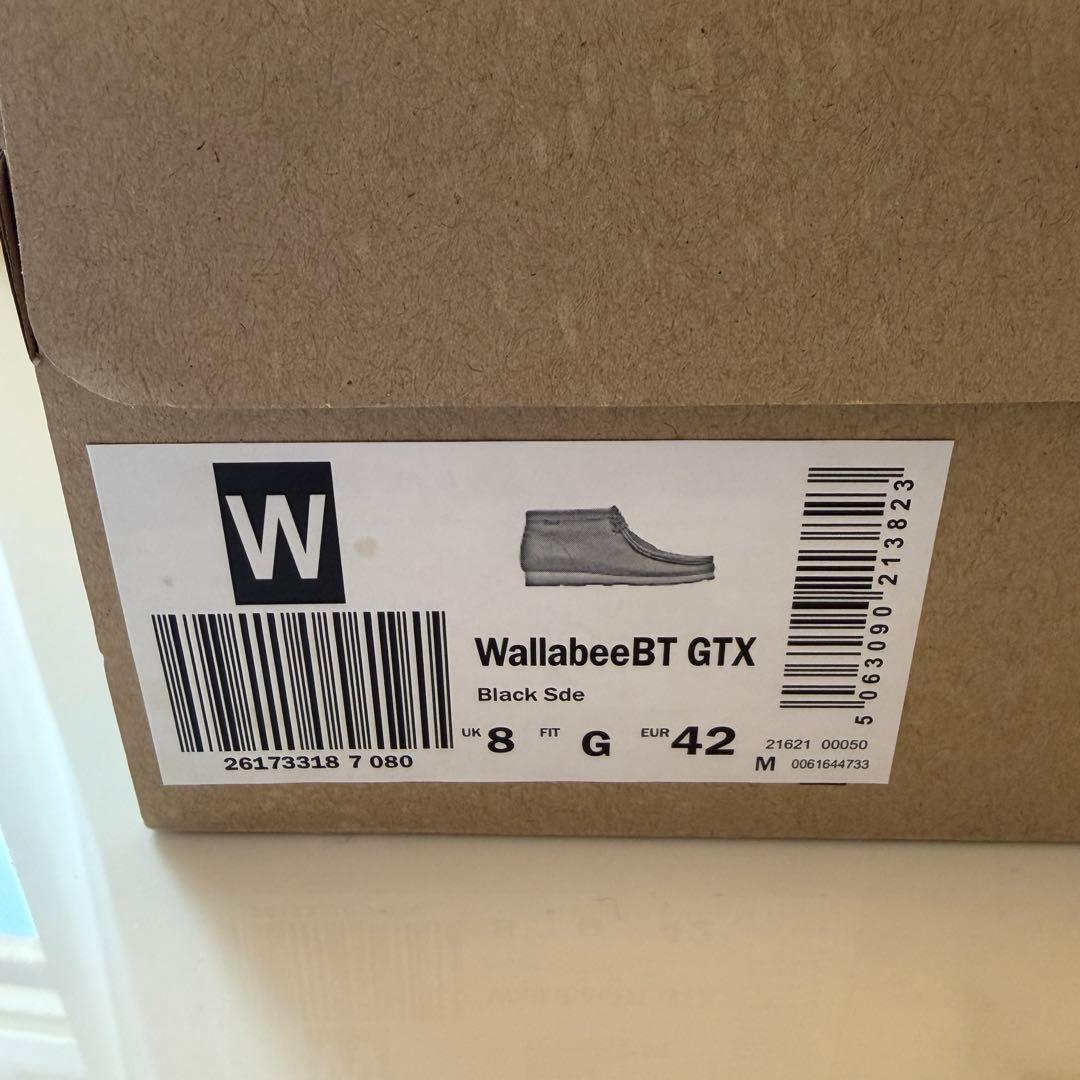 W
26173318 7 080
WallabeeBT GTX
Black Sde
UK 8 FIT G EUR 42
5 063090 213823
21621 00050
M 0061644733